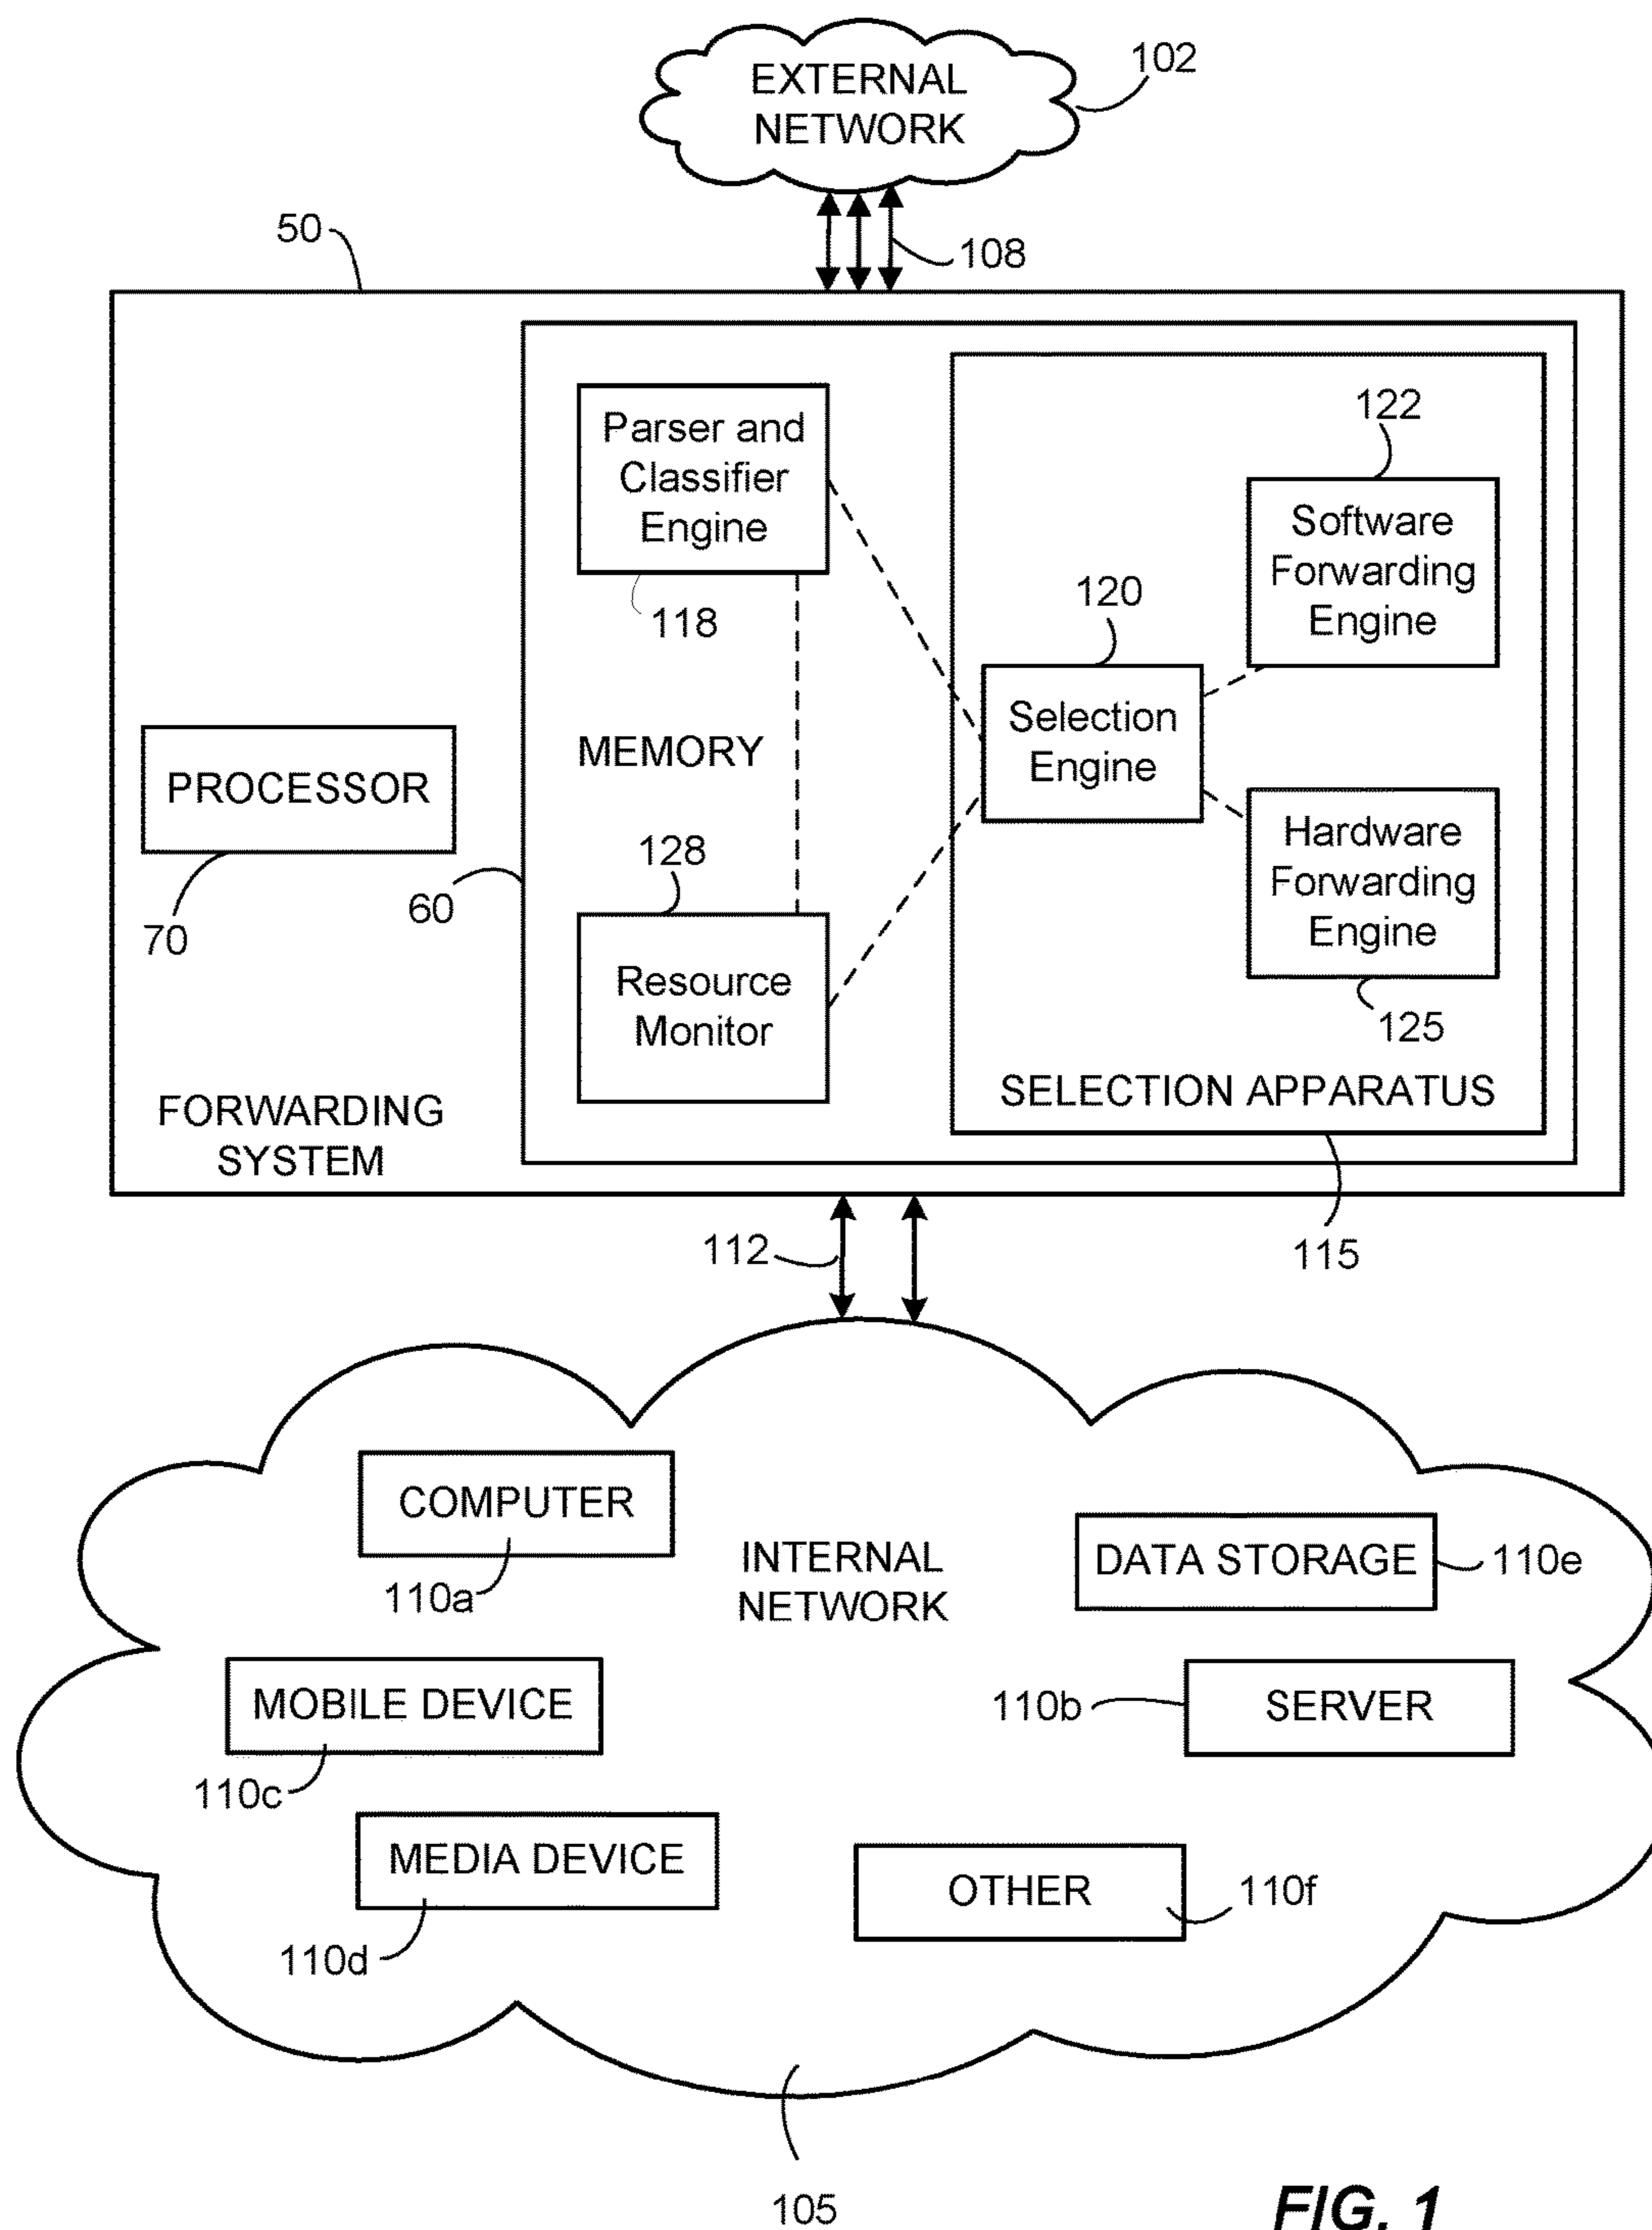 EXTERNAL
NETWORK
102
108
50
Parser and
Classifier
Engine
118
122
Software
Forwarding
Engine
120
Selection
Engine
MEMORY
PROCESSOR
70
60
128
Resource
Monitor
Hardware
Forwarding
Engine
125
SELECTION APPARATUS
FORWARDING
SYSTEM
112
115
COMPUTER
110a
INTERNAL
NETWORK
DATA STORAGE
110e
MOBILE DEVICE
110c
110b
SERVER
MEDIA DEVICE
110d
OTHER
110f
105
FIG. 1